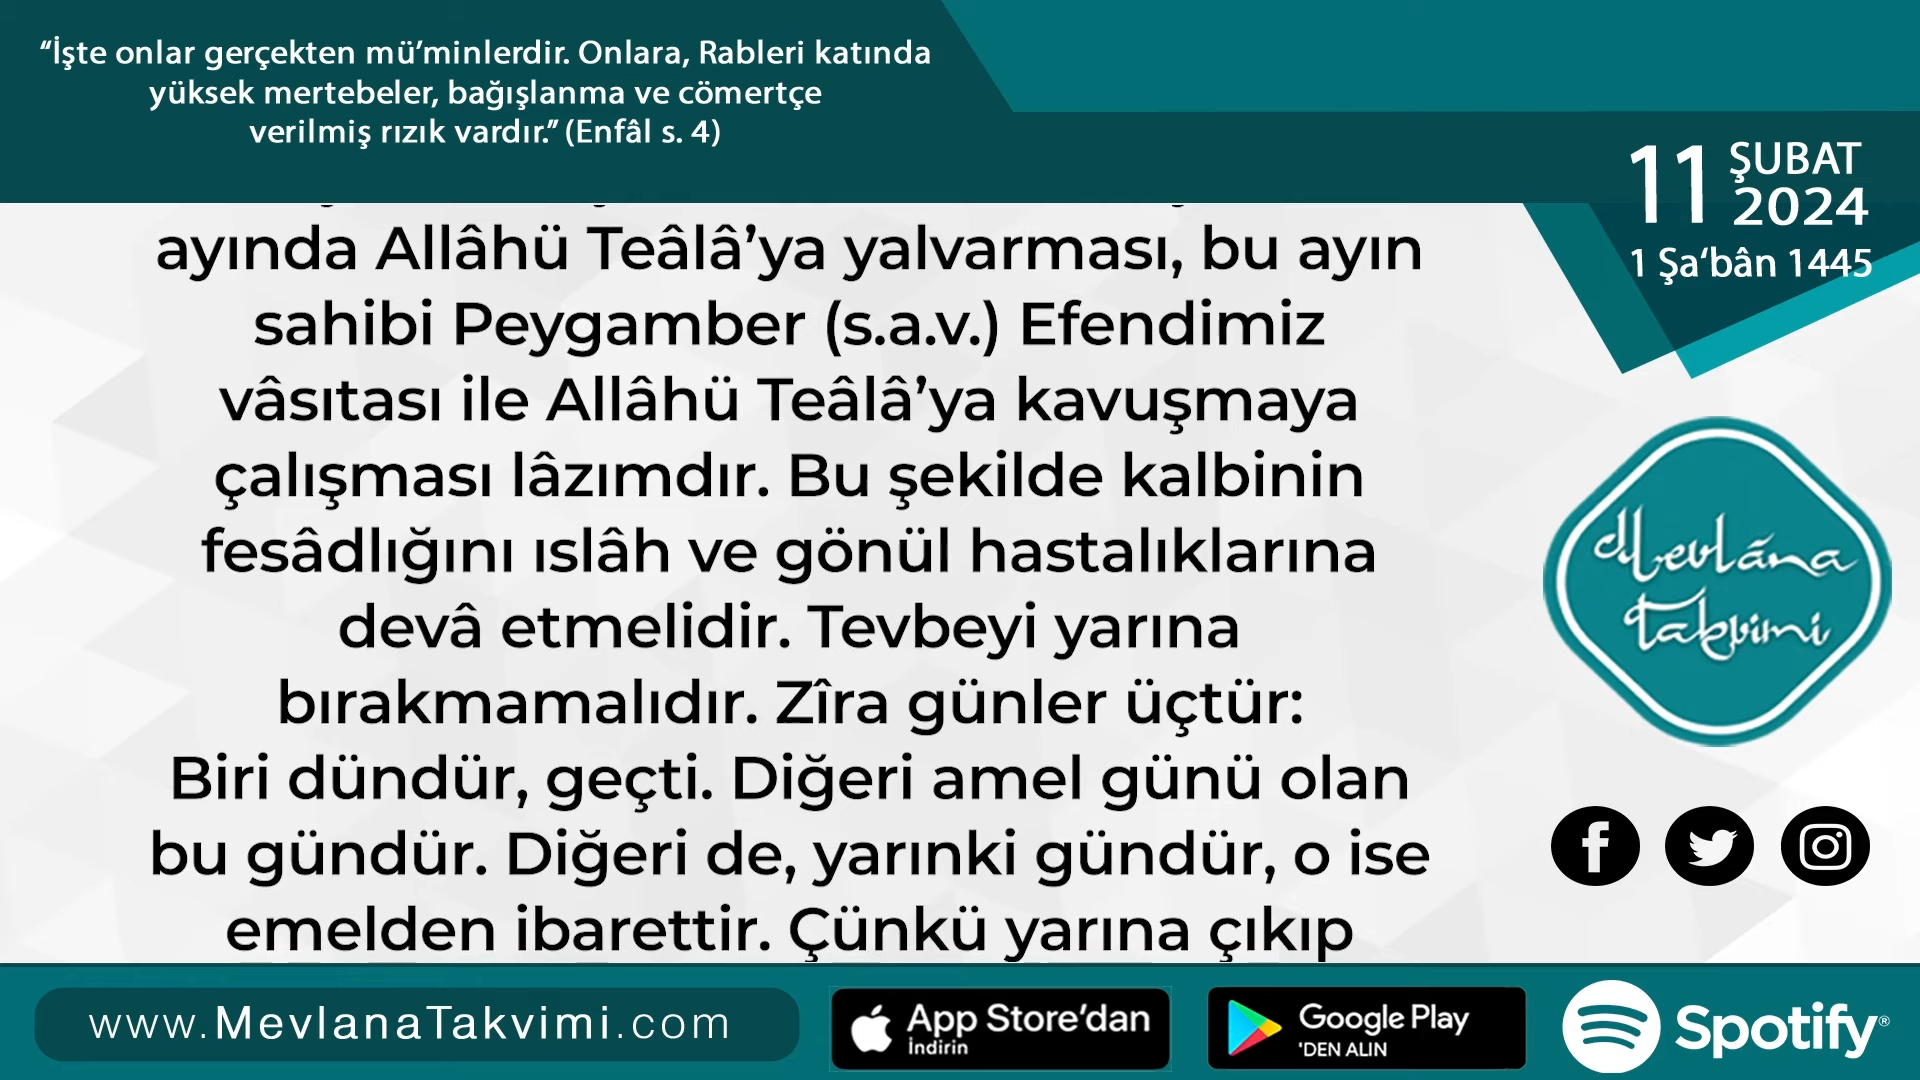 “İşte onlar gerçekten mü’minlerdir. Onlara, Rableri katında
yüksek mertebeler, bağışlanma ve cömertçe
verilmiş rızık vardır.” (Enfâl s. 4)
11 ŞUBAT
2024
1 Şa‘bân 1445
ayında Allâhü Teâlâ’ya yalvarması, bu ayın
sahibi Peygamber (s.a.v.) Efendimiz
vâsıtası ile Allâhü Teâlâ’ya kavuşmaya
çalışması lâzımdır. Bu şekilde kalbinin
fesâdlığını ıslâh ve gönül hastalıklarına
devâ etmelidir. Tevbeyi yarına
bırakmamalıdır. Zîra günler üçtür:
Biri dündür, geçti. Diğeri amel günü olan
bu gündür. Diğeri de, yarınki gündür, o ise
emelden ibarettir. Çünkü yarına çıkıp
Mevlâna
Takvimi
www.MevlanaTakvimi.com
App Store’dan
İndirin
Google Play
'DEN ALIN
Spotify®